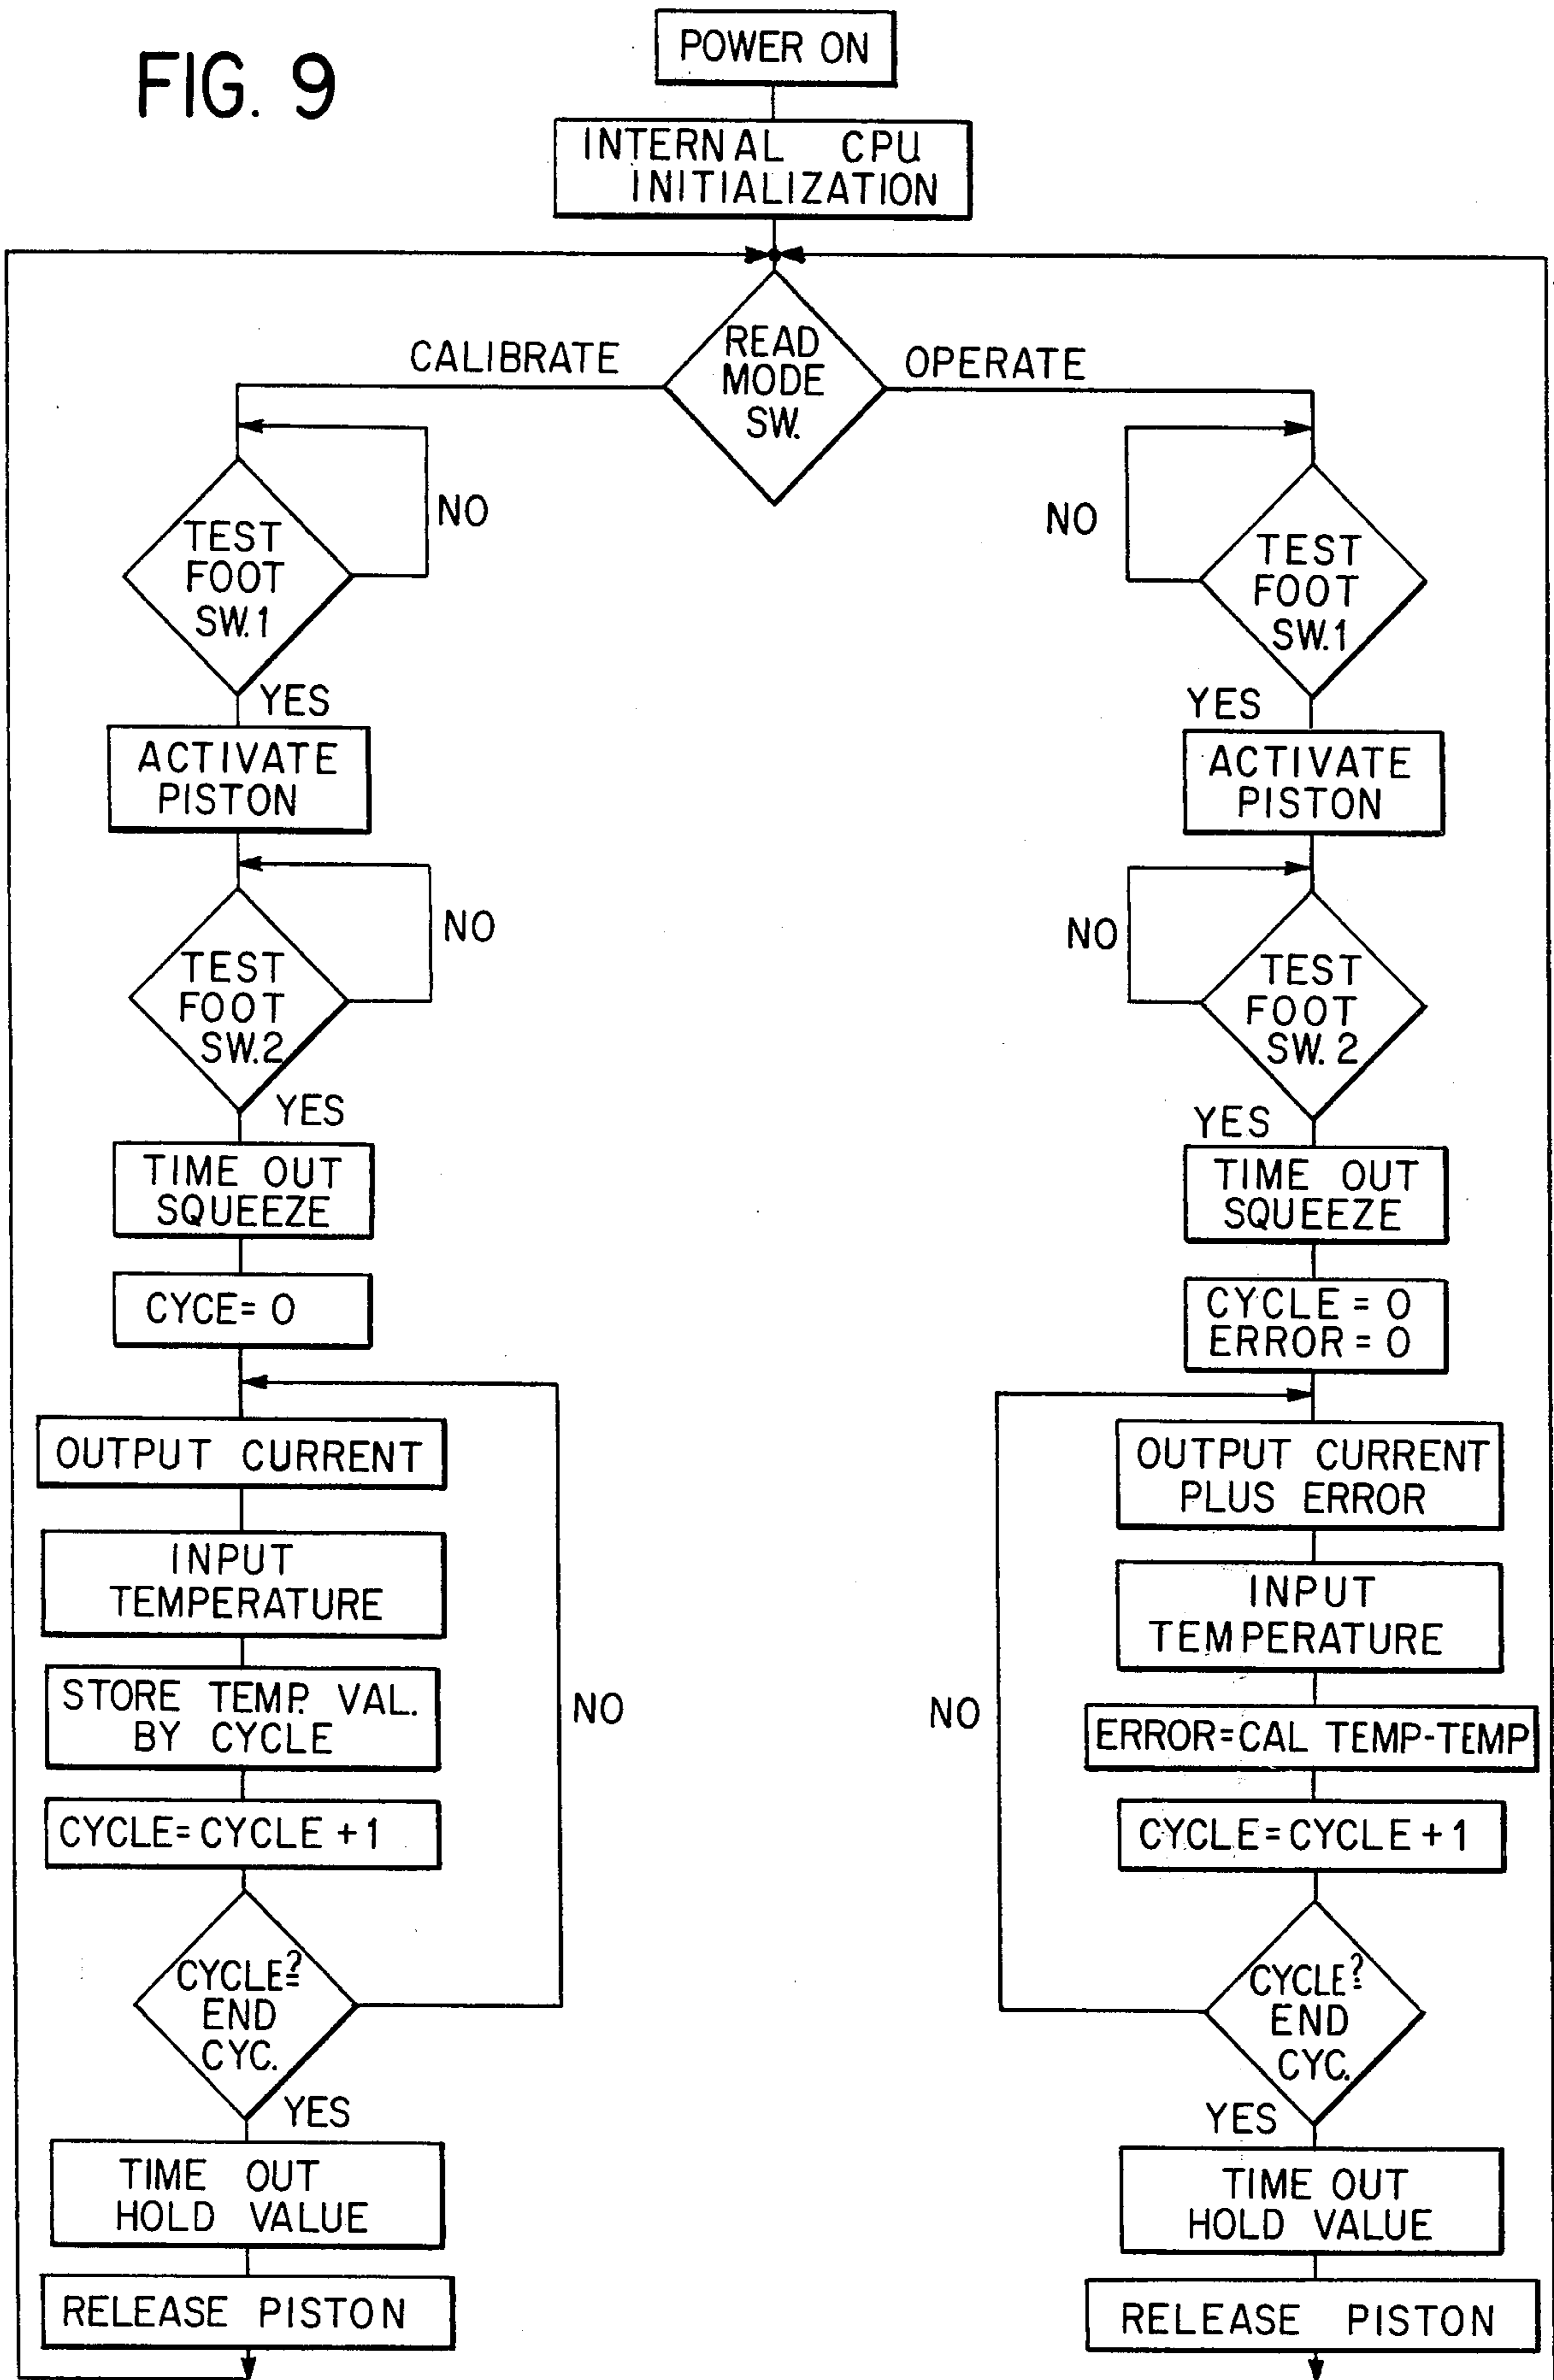 FIG. 9
POWER ON
INTERNAL CPU
INITIALIZATION
READ
MODE
SW.
CALIBRATE
OPERATE
TEST
FOOT
SW.1
NO
YES
ACTIVATE
PISTON
TEST
FOOT
SW.2
NO
YES
TIME OUT
SQUEEZE
CYCE= 0
OUTPUT CURRENT
INPUT
TEMPERATURE
STORE TEMP. VAL.
BY CYCLE
CYCLE=CYCLE +1
CYCLE?=
END
CYC.
NO
YES
TIME OUT
HOLD VALUE
RELEASE PISTON
TEST
FOOT
SW.1
NO
YES
ACTIVATE
PISTON
TEST
FOOT
SW. 2
NO
YES
TIME OUT
SQUEEZE
CYCLE = 0
ERROR = 0
OUTPUT CURRENT
PLUS ERROR
INPUT
TEMPERATURE
ERROR=CAL TEMP-TEMP
CYCLE=CYCLE +1
CYCLE?=
END
CYC.
NO
YES
TIME OUT
HOLD VALUE
RELEASE PISTON